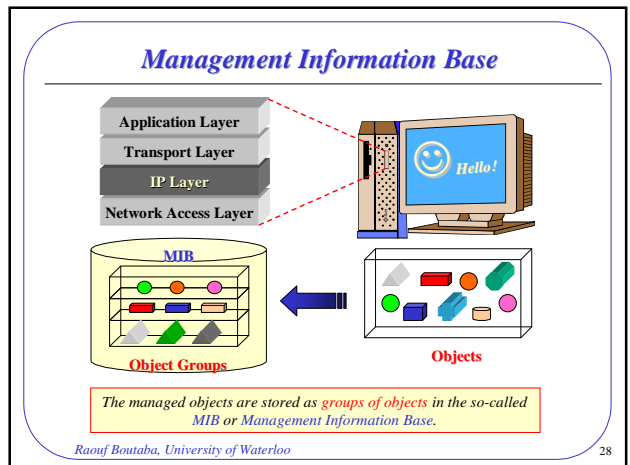 Management Information Base
Application Layer
Transport Layer
IP Layer
Network Access Layer
Hello!
MIB
Object Groups
Objects
The managed objects are stored as groups of objects in the so-called
MIB or Management Information Base.
Raouf Boutaba, University of Waterloo
28